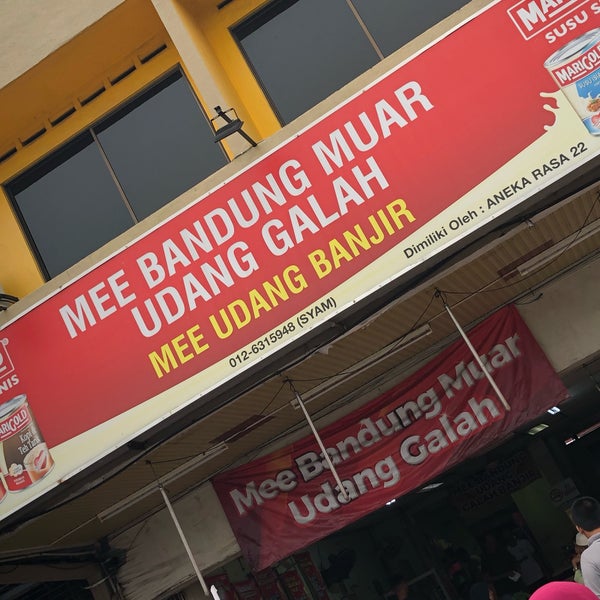 MARIGOLD
SUSU
MARIGOLD
MEE BANDUNG MUAR
UDANG GALAH
MEE UDANG BANJIR
012-6315948 (SYAM)
Dimiliki Oleh : ANEKA RASA 22
NIS
MARIGOLD
Mee Bandung Muar
Udang Galah